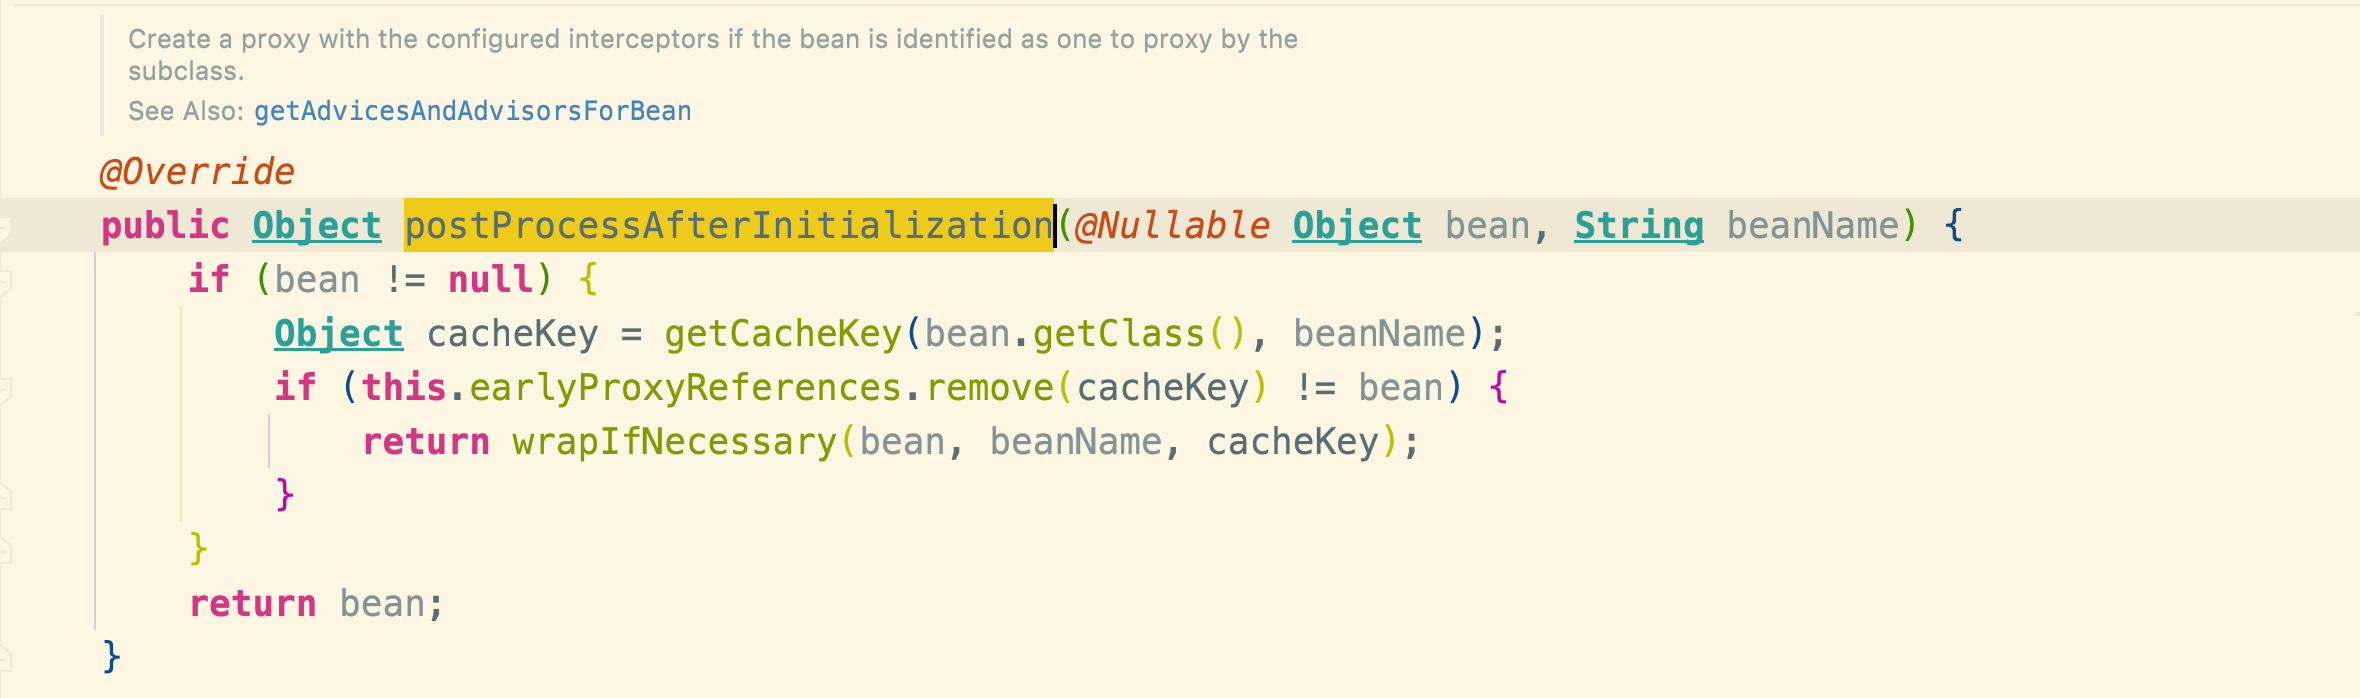 Create a proxy with the configured interceptors if the bean is identified as one to proxy by the
subclass.
See Also: getAdvicesAndAdvisorsForBean
@Override
public Object postProcessAfterInitialization(@Nullable Object bean, String beanName) {
    if (bean != null) {
        Object cacheKey = getCacheKey(bean.getClass(), beanName);
        if (this.earlyProxyReferences.remove(cacheKey) != bean) {
            return wrapIfNecessary(bean, beanName, cacheKey);
        }
    }
    return bean;
}